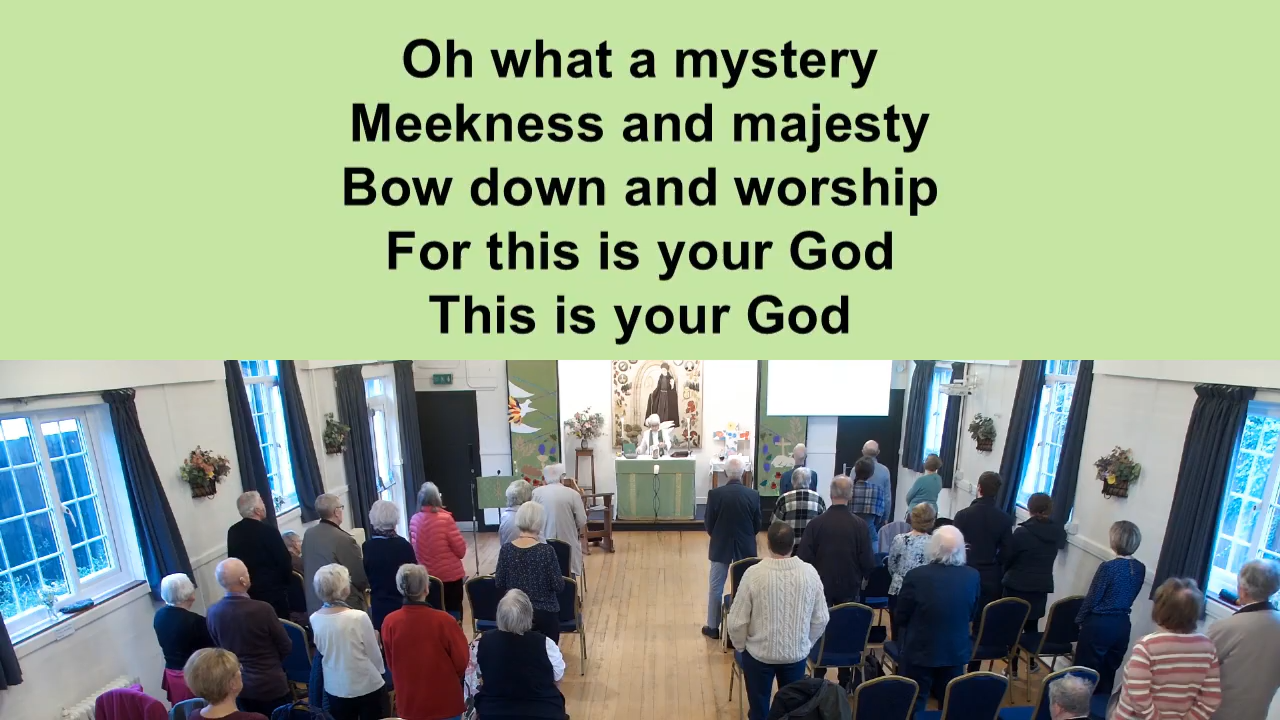 Oh what a mystery
Meekness and majesty
Bow down and worship
For this is your God
This is your God